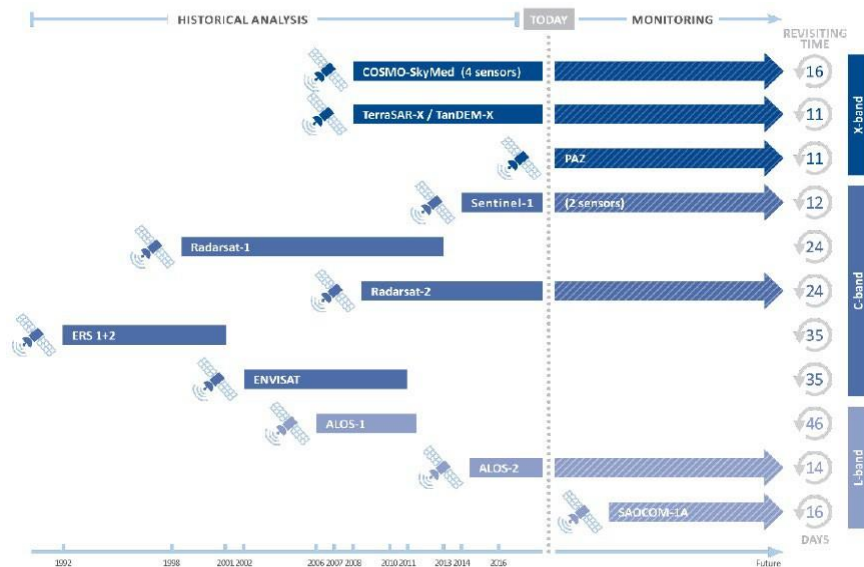 HISTORICAL ANALYSIS TODAY MONITORING
REVISITING
TIME
COSMO-SkyMed (4 sensors) 16
TerraSAR-X / TanDEM-X 11
X-band
PAZ 11
Sentinel-1 (2 sensors) 12
Radarsat-1 24
Radarsat-2 24
C-band
ERS 1+2 35
ENVISAT 35
ALOS-1 46
ALOS-2 14
L-band
SAOCOM-1A 16
DAYS
1992 1998 2001 2002 2006 2007 2008 2010 2011 2013 2014 2016 Future